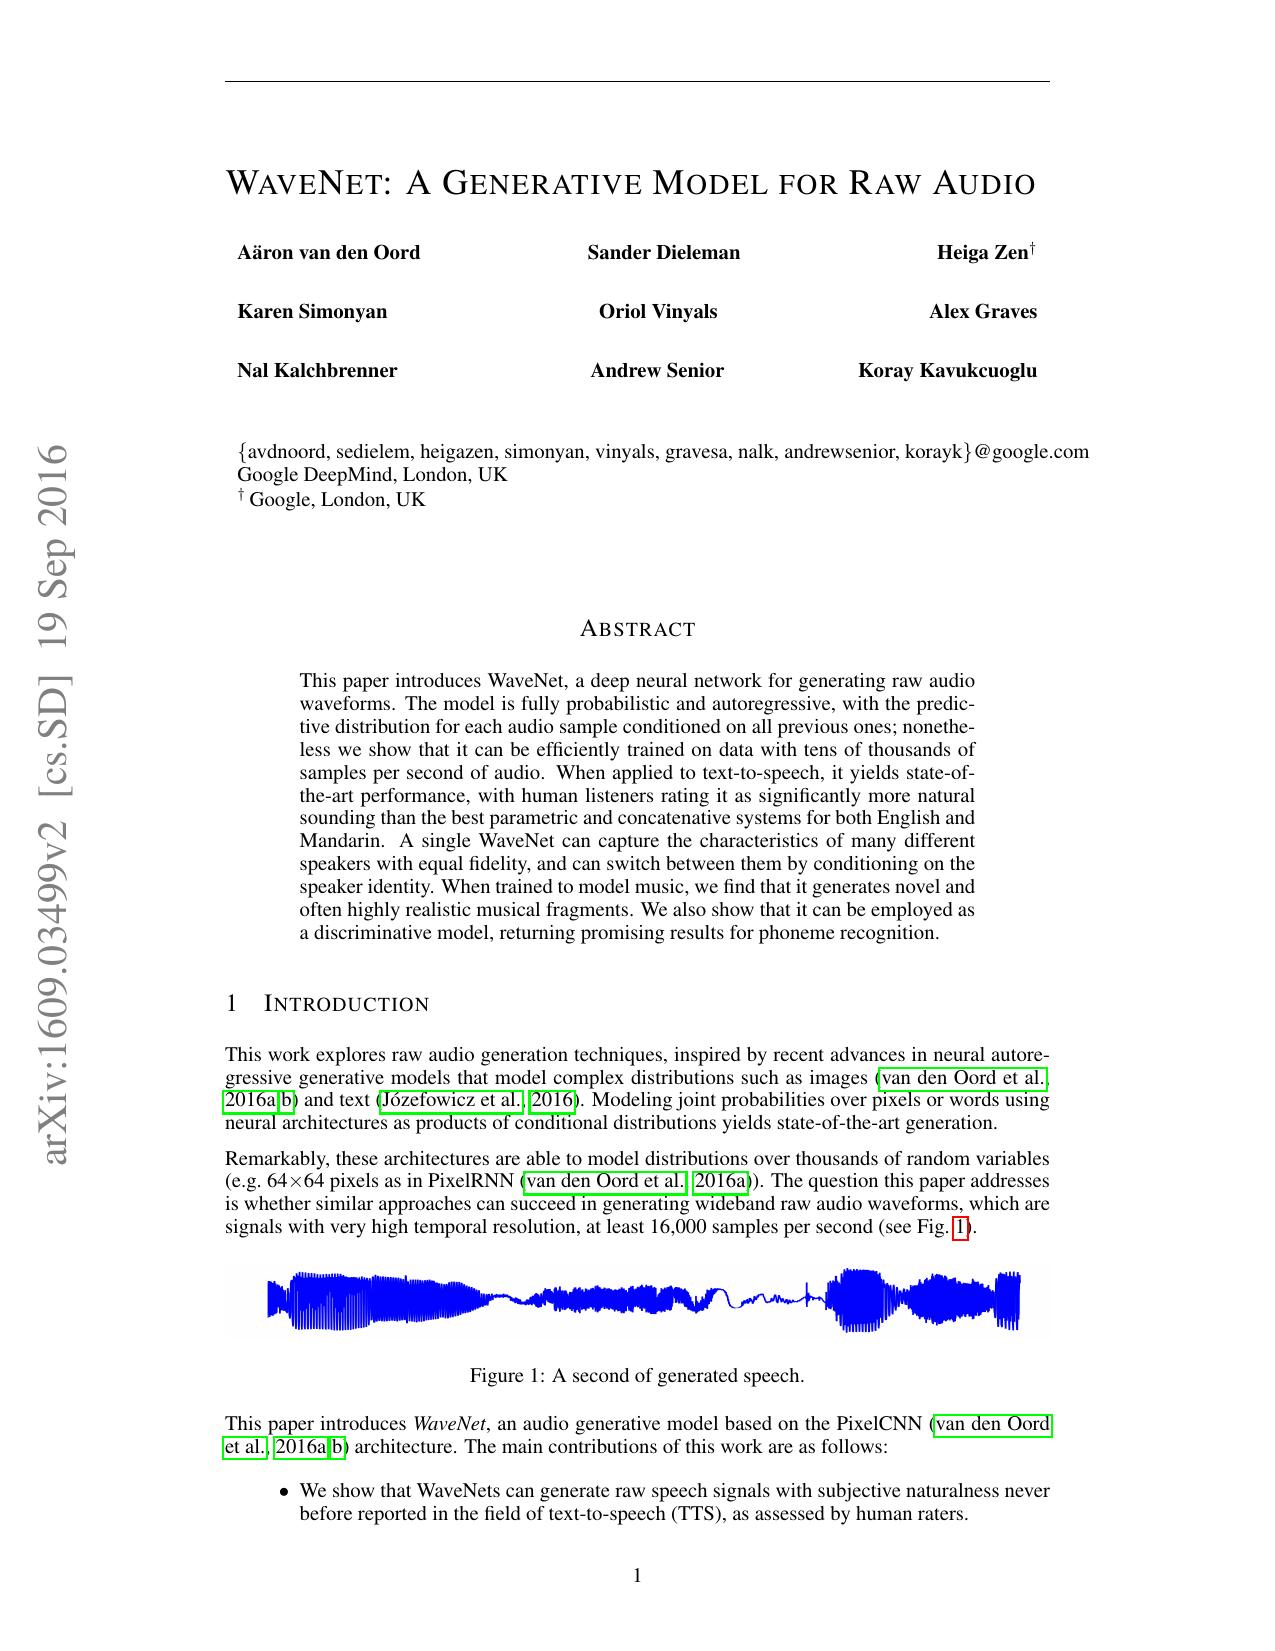 WAVENET: A GENERATIVE MODEL FOR RAW AUDIO
Aäron van den Oord Sander Dieleman Heiga Zen†
Karen Simonyan Oriol Vinyals Alex Graves
Nal Kalchbrenner Andrew Senior Koray Kavukcuoglu
{avdnoord, sedielem, heigazen, simonyan, vinyals, gravesa, nalk, andrewsenior, korayk}@google.com
Google DeepMind, London, UK
† Google, London, UK
arXiv:1609.03499v2 [cs.SD] 19 Sep 2016
ABSTRACT
This paper introduces WaveNet, a deep neural network for generating raw audio
waveforms. The model is fully probabilistic and autoregressive, with the predic-
tive distribution for each audio sample conditioned on all previous ones; nonethe-
less we show that it can be efficiently trained on data with tens of thousands of
samples per second of audio. When applied to text-to-speech, it yields state-of-
the-art performance, with human listeners rating it as significantly more natural
sounding than the best parametric and concatenative systems for both English and
Mandarin. A single WaveNet can capture the characteristics of many different
speakers with equal fidelity, and can switch between them by conditioning on the
speaker identity. When trained to model music, we find that it generates novel and
often highly realistic musical fragments. We also show that it can be employed as
a discriminative model, returning promising results for phoneme recognition.
1 INTRODUCTION
This work explores raw audio generation techniques, inspired by recent advances in neural autore-
gressive generative models that model complex distributions such as images (van den Oord et al.,
2016a;b) and text (Józefowicz et al., 2016). Modeling joint probabilities over pixels or words using
neural architectures as products of conditional distributions yields state-of-the-art generation.
Remarkably, these architectures are able to model distributions over thousands of random variables
(e.g. 64×64 pixels as in PixelRNN (van den Oord et al., 2016a)). The question this paper addresses
is whether similar approaches can succeed in generating wideband raw audio waveforms, which are
signals with very high temporal resolution, at least 16,000 samples per second (see Fig. 1).
Figure 1: A second of generated speech.
This paper introduces WaveNet, an audio generative model based on the PixelCNN (van den Oord
et al., 2016a;b) architecture. The main contributions of this work are as follows:
• We show that WaveNets can generate raw speech signals with subjective naturalness never
before reported in the field of text-to-speech (TTS), as assessed by human raters.
1